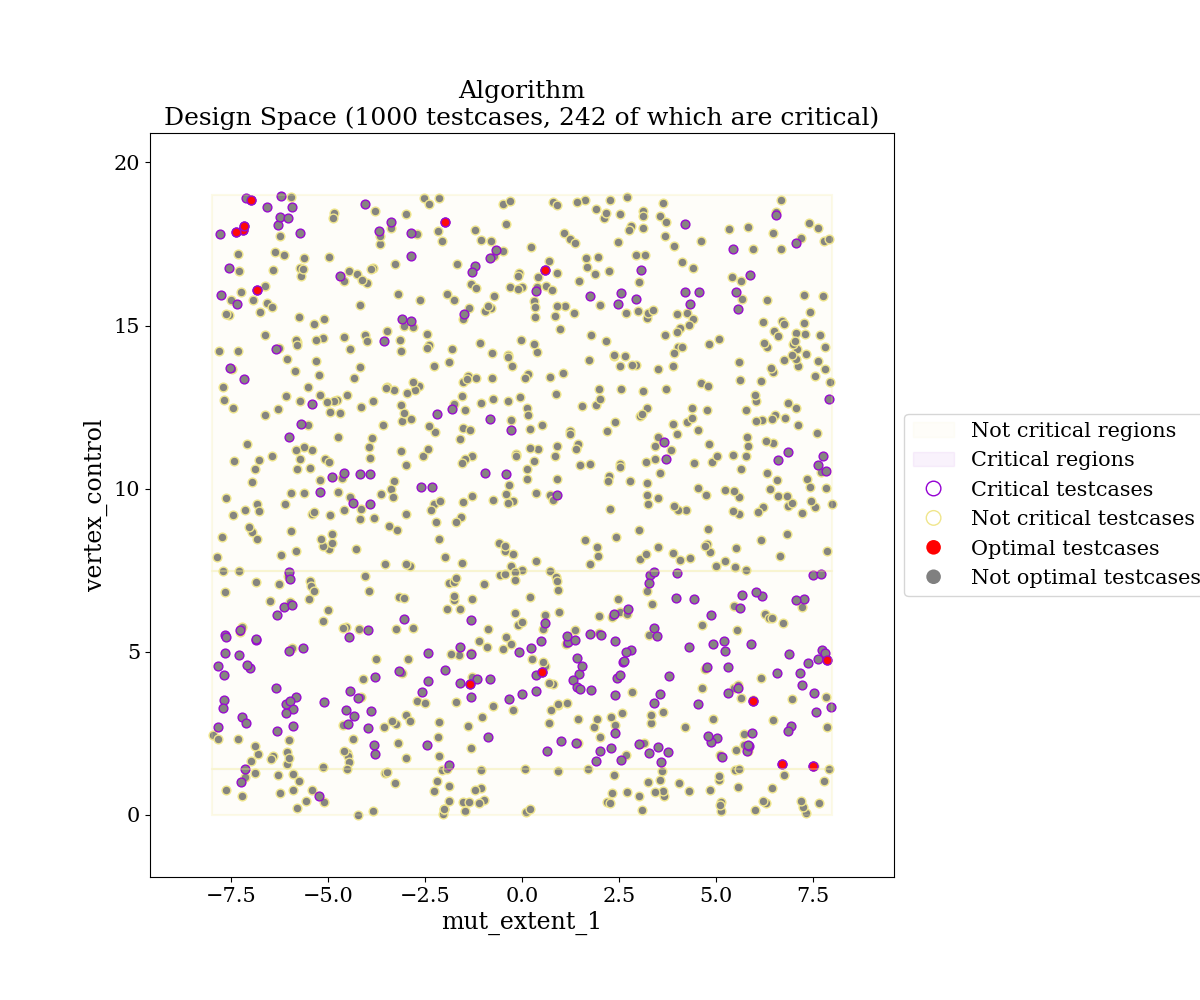 Algorithm
Design Space (1000 testcases, 242 of which are critical)
20
15
10
5
0
vertex_control
−7.5 −5.0 −2.5 0.0 2.5 5.0 7.5
mut_extent_1
Not critical regions
Critical regions
Critical testcases
Not critical testcases
Optimal testcases
Not optimal testcases